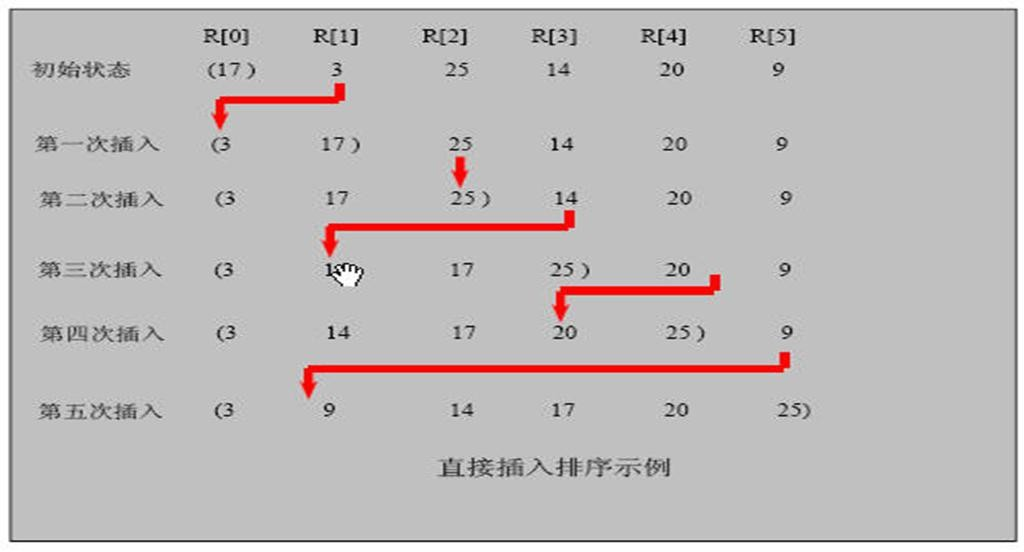 R[0] R[1] R[2] R[3] R[4] R[5]
初始状态 (17 ) 3 25 14 20 9
第一次插入 (3 17 ) 25 14 20 9
第二次插入 (3 17 25 ) 14 20 9
第三次插入 (3 17 25 ) 20 9
第四次插入 (3 14 17 20 25 ) 9
第五次插入 (3 9 14 17 20 25)
直接插入排序示例